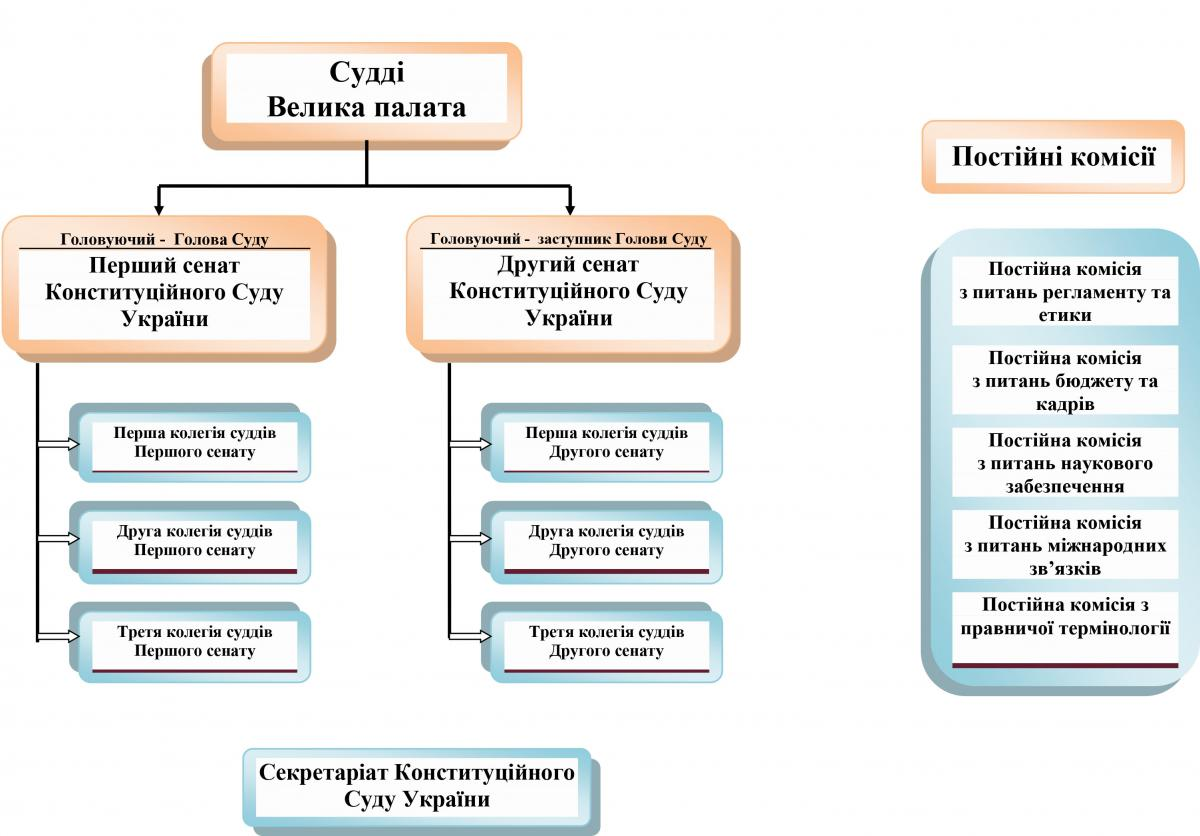 Судді
Велика палата
Головуючий - Голова Суду
Перший сенат
Конституційного Суду
України
Головуючий - заступник Голови Суду
Другий сенат
Конституційного Суду
України
Перша колегія суддів
Першого сенату
Друга колегія суддів
Першого сенату
Третя колегія суддів
Першого сенату
Перша колегія суддів
Другого сенату
Друга колегія суддів
Другого сенату
Третя колегія суддів
Другого сенату
Постійні комісії
Постійна комісія
з питань регламенту та
етики
Постійна комісія
з питань бюджету та
кадрів
Постійна комісія
з питань наукового
забезпечення
Постійна комісія
з питань міжнародних
зв’язків
Постійна комісія з
правничої термінології
Секретаріат Конституційного
Суду України